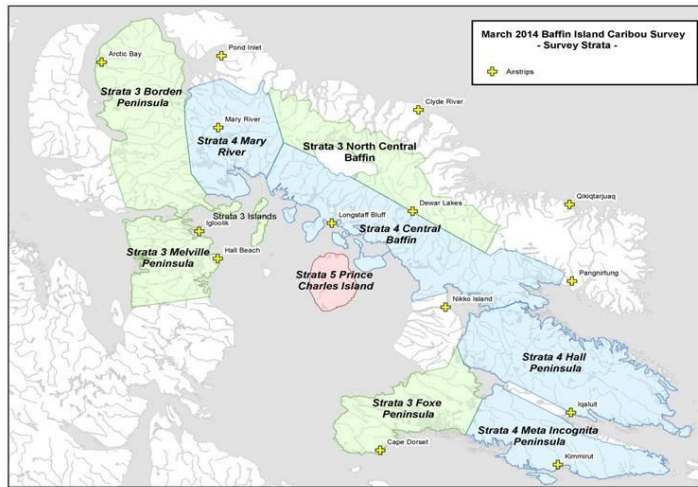 March 2014 Baffin Island Caribou Survey
- Survey Strata -
Airstrips
Pond Inlet
Arctic Bay
Strata 3 Borden
Peninsula
Clyde River
Mary River
Strata 4 Mary
River
Strata 3 North Central
Baffin
Qikiqtarjuaq
Dewar Lakes
Strata 3 Islands
Longstaff Bluff
Igloolik
Strata 4 Central
Baffin
Strata 3 Melville
Peninsula
Hall Beach
Strata 5 Prince
Charles Island
Pangnirtung
Nikko Island
Strata 4 Hall
Peninsula
Strata 3 Foxe
Peninsula
Iqaluit
Strata 4 Meta Incognita
Peninsula
Cape Dorset
Kimmirut